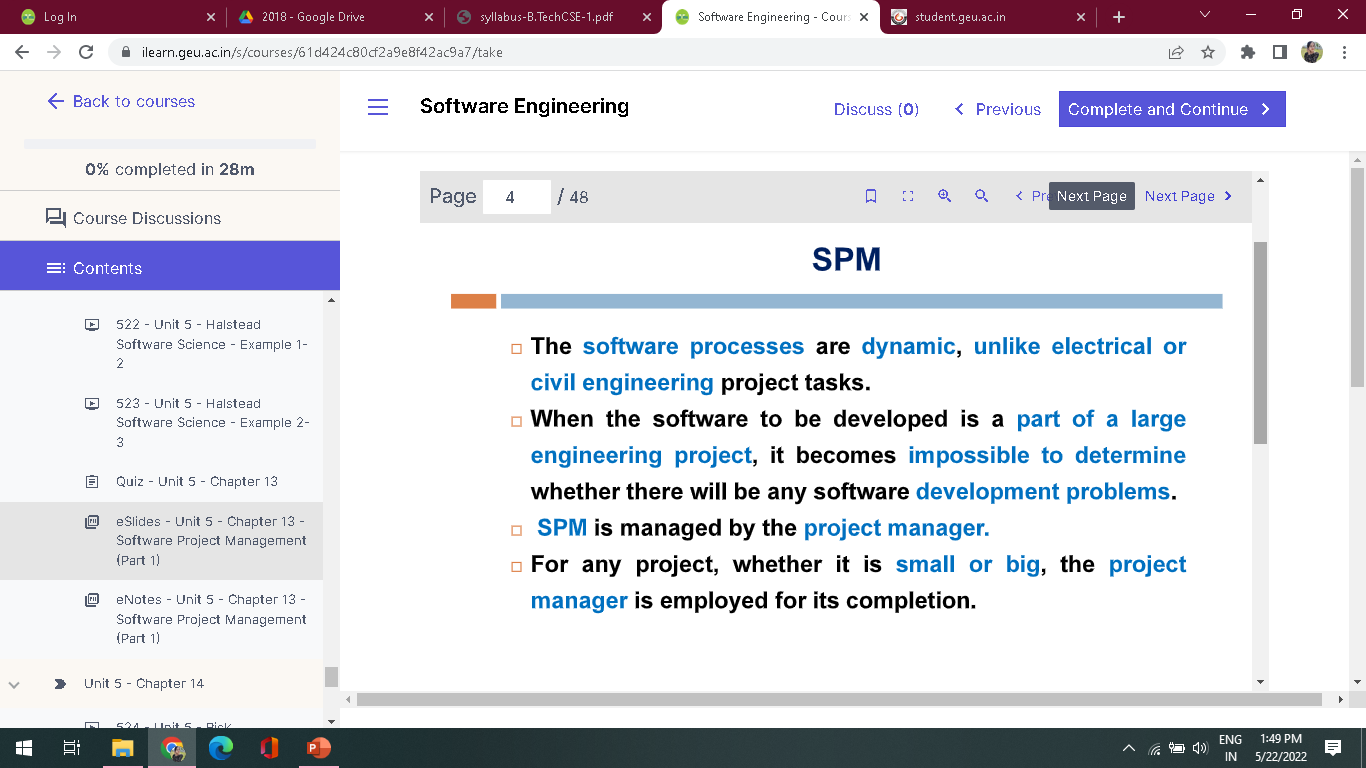 Log In
2018 - Google Drive
syllabus-B.TechCSE-1.pdf
Software Engineering - Cour
student.geu.ac.in
ilearn.geu.ac.in/s/courses/61d424c80cf2a9e8f42ac9a7/take
Back to courses
0% completed in 28m
Course Discussions
Contents
522 - Unit 5 - Halstead
Software Science - Example 1-
2
523 - Unit 5 - Halstead
Software Science - Example 2-
3
Quiz - Unit 5 - Chapter 13
eSlides - Unit 5 - Chapter 13 -
Software Project Management
(Part 1)
eNotes - Unit 5 - Chapter 13 -
Software Project Management
(Part 1)
Unit 5 - Chapter 14
524 - Unit 5 - Risk
Software Engineering
Discuss (0)
Previous
Complete and Continue
Page 4 / 48
Pre
Next Page
Next Page
SPM
The software processes are dynamic, unlike electrical or
civil engineering project tasks.
When the software to be developed is a part of a large
engineering project, it becomes impossible to determine
whether there will be any software development problems.
SPM is managed by the project manager.
For any project, whether it is small or big, the project
manager is employed for its completion.
ENG
IN
1:49 PM
5/22/2022